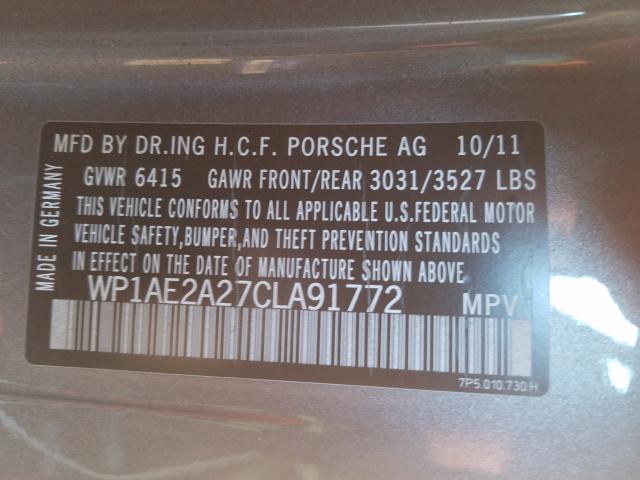 MFD BY DR.ING H.C.F. PORSCHE AG 10/11
GVWR 6415 GAWR FRONT/REAR 3031/3527 LBS
THIS VEHICLE CONFORMS TO ALL APPLICABLE U.S.FEDERAL MOTOR
VEHICLE SAFETY,BUMPER,AND THEFT PREVENTION STANDARDS
IN EFFECT ON THE DATE OF MANUFACTURE SHOWN ABOVE
WP1AE2A27CLA91772 MPV
7P5.010.730.H
MADE IN GERMANY